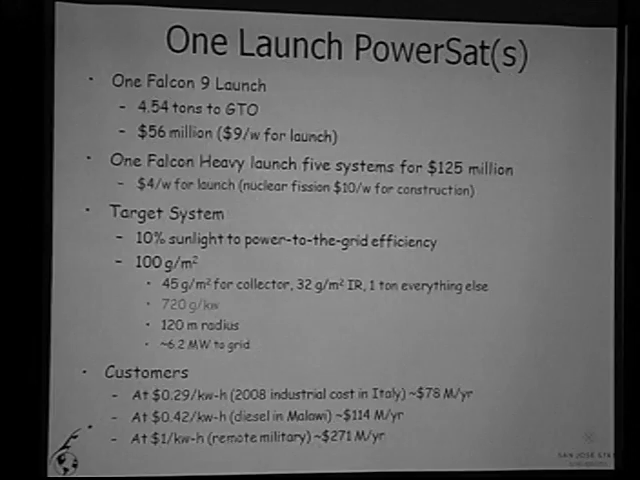 One Launch PowerSat(s)
• One Falcon 9 Launch
– 4.54 tons to GTO
– $56 million ($9/w for launch)
• One Falcon Heavy launch five systems for $125 million
– $4/w for launch (nuclear fission $10/w for construction)
• Target System
– 10% sunlight to power-to-the-grid efficiency
– 100 g/m²
• 45 g/m² for collector, 32 g/m² IR, 1 ton everything else
• 720 g/kw
• 120 m radius
• ~6.2 MW to grid
• Customers
– At $0.29/kw-h (2008 industrial cost in Italy) ~$78 M/yr
– At $0.42/kw-h (diesel in Malawi) ~$114 M/yr
– At $1/kw-h (remote military) ~$271 M/yr
SAN JOSÉ